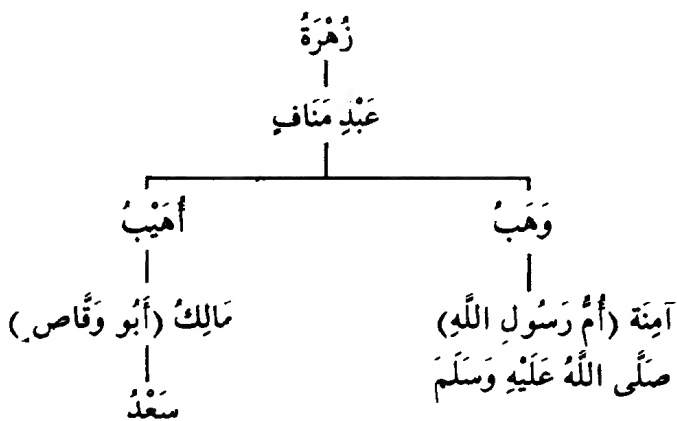 زُهْرَةُ
عَبْدِ مَنَافٍ
وَهَبُ
أُهَيْبُ
آمِنَة (أُمُّ رَسُولِ اللَّهِ)
صَلَّى اللَّهُ عَلَيْهِ وَسَلَّمَ
مَالِكُ (أَبُو وَقَّاصٍ)
سَعْدُ